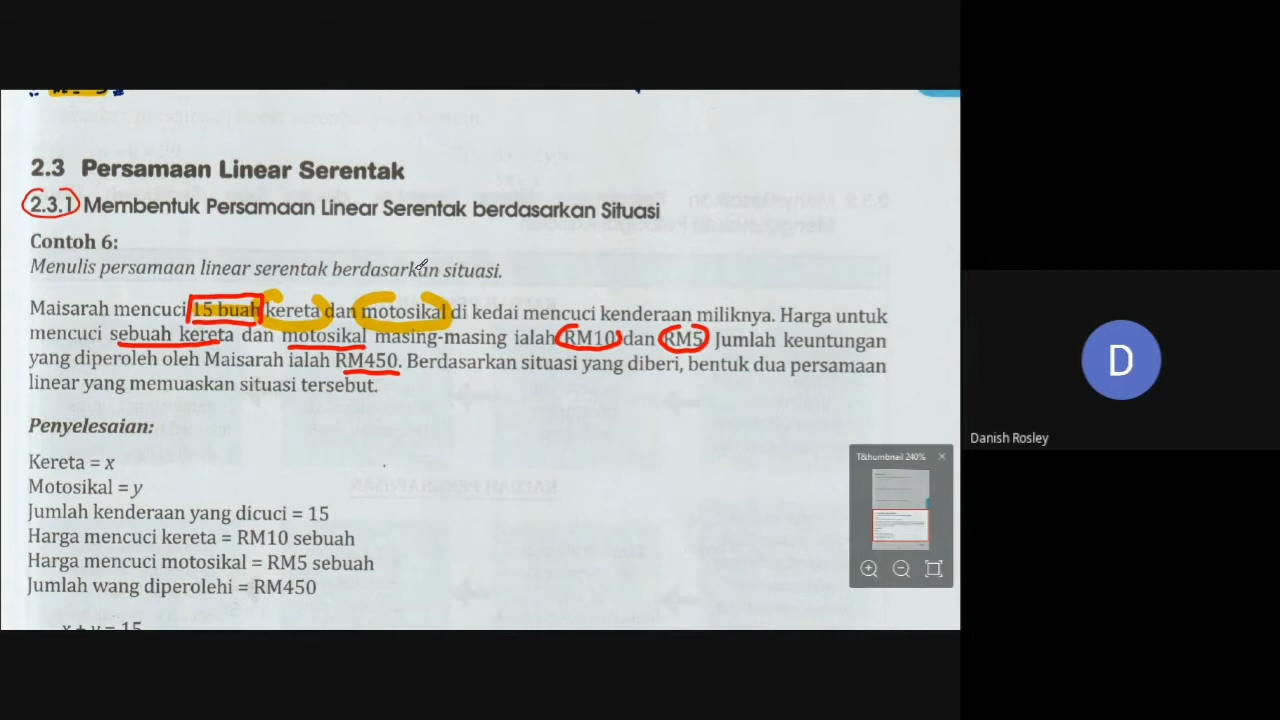 2.3 Persamaan Linear Serentak
2.3.1 Membentuk Persamaan Linear Serentak berdasarkan Situasi
Contoh 6:
Menulis persamaan linear serentak berdasarkan situasi.
Maisarah mencuci 15 buah kereta dan motosikal di kedai mencuci kenderaan miliknya. Harga untuk
mencuci sebuah kereta dan motosikal masing-masing ialah RM10 dan RM5 Jumlah keuntungan
yang diperoleh oleh Maisarah ialah RM450. Berdasarkan situasi yang diberi, bentuk dua persamaan
linear yang memuaskan situasi tersebut.
Penyelesaian:
Kereta = x
Motosikal = y
Jumlah kenderaan yang dicuci = 15
Harga mencuci kereta = RM10 sebuah
Harga mencuci motosikal = RM5 sebuah
Jumlah wang diperolehi = RM450
x + y = 15
T&humbnail 240%
D
Danish Rosley